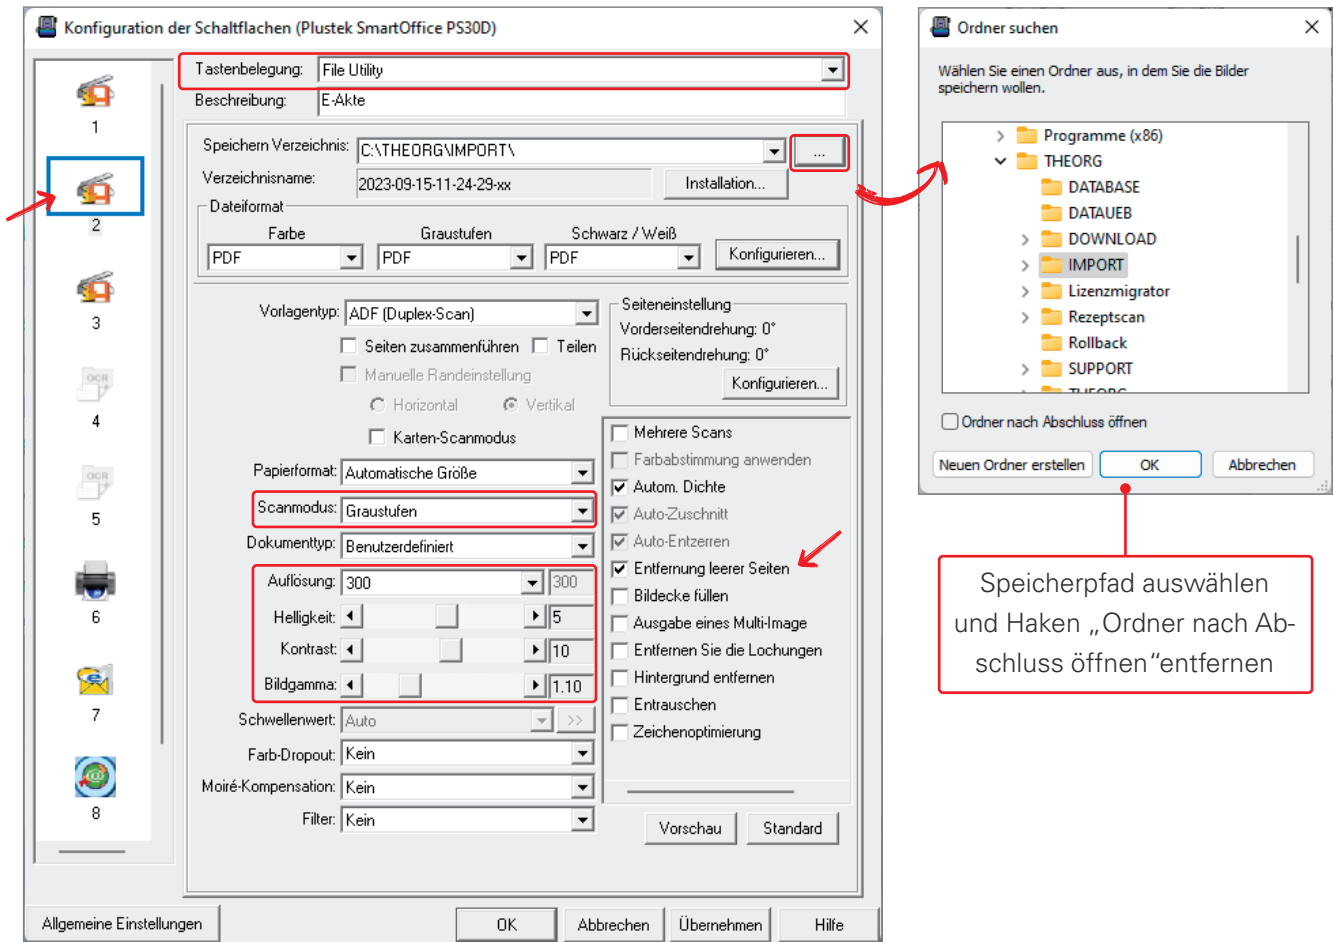 Konfiguration der Schaltflachen (Plustek SmartOffice PS30D)
1
2
3
OCR
4
OCR
5
6
7
8
Tastenbelegung: File Utility
Beschreibung: E-Akte
Speichern Verzeichnis: C:\THEORG\IMPORT\ ...
Verzeichnisname: 2023-09-15-11-24-29-xx Installation...
Dateiformat
Farbe Graustufen Schwarz / Weiß
PDF PDF PDF Konfigurieren...
Vorlagentyp: ADF (Duplex-Scan)
Seiten zusammenführen Teilen
Manuelle Randeinstellung
Horizontal Vertikal
Karten-Scanmodus
Papierformat: Automatische Größe
Scanmodus: Graustufen
Dokumenttyp: Benutzerdefiniert
Auflösung: 300 300
Helligkeit: 5
Kontrast: 10
Bildgamma: 1.10
Schwellenwert: Auto >>
Farb-Dropout: Kein
Moiré-Kompensation: Kein
Filter: Kein
Seiteneinstellung
Vorderseitendrehung: 0°
Rückseitendrehung: 0°
Konfigurieren...
Mehrere Scans
Farbabstimmung anwenden
Autom. Dichte
Auto-Zuschnitt
Auto-Entzerren
Entfernung leerer Seiten
Bildecke füllen
Ausgabe eines Multi-Image
Entfernen Sie die Lochungen
Hintergrund entfernen
Entrauschen
Zeichenoptimierung
Vorschau Standard
Allgemeine Einstellungen OK Abbrechen Übernehmen Hilfe
Ordner suchen
Wählen Sie einen Ordner aus, in dem Sie die Bilder
speichern wollen.
Programme (x86)
THEORG
DATABASE
DATAUEB
DOWNLOAD
IMPORT
Lizenzmigrator
Rezeptscan
Rollback
SUPPORT
THEORG
Ordner nach Abschluss öffnen
Neuen Ordner erstellen OK Abbrechen
Speicherpfad auswählen
und Haken „Ordner nach Ab-
schluss öffnen“entfernen